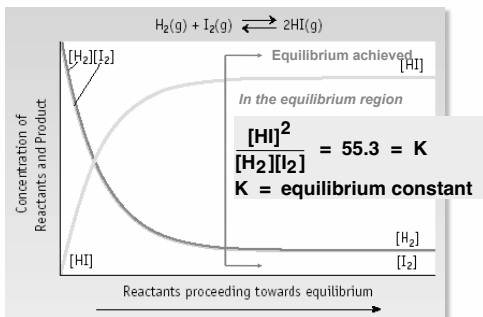 H₂(g) + I₂(g) ⇄ 2HI(g)
[H₂][I₂]
Equilibrium achieved
[HI]
In the equilibrium region
[HI]²
[H₂][I₂] = 55.3 = K
K = equilibrium constant
Concentration of
Reactants and Product
[H₂]
[I₂]
[HI]
Reactants proceeding towards equilibrium